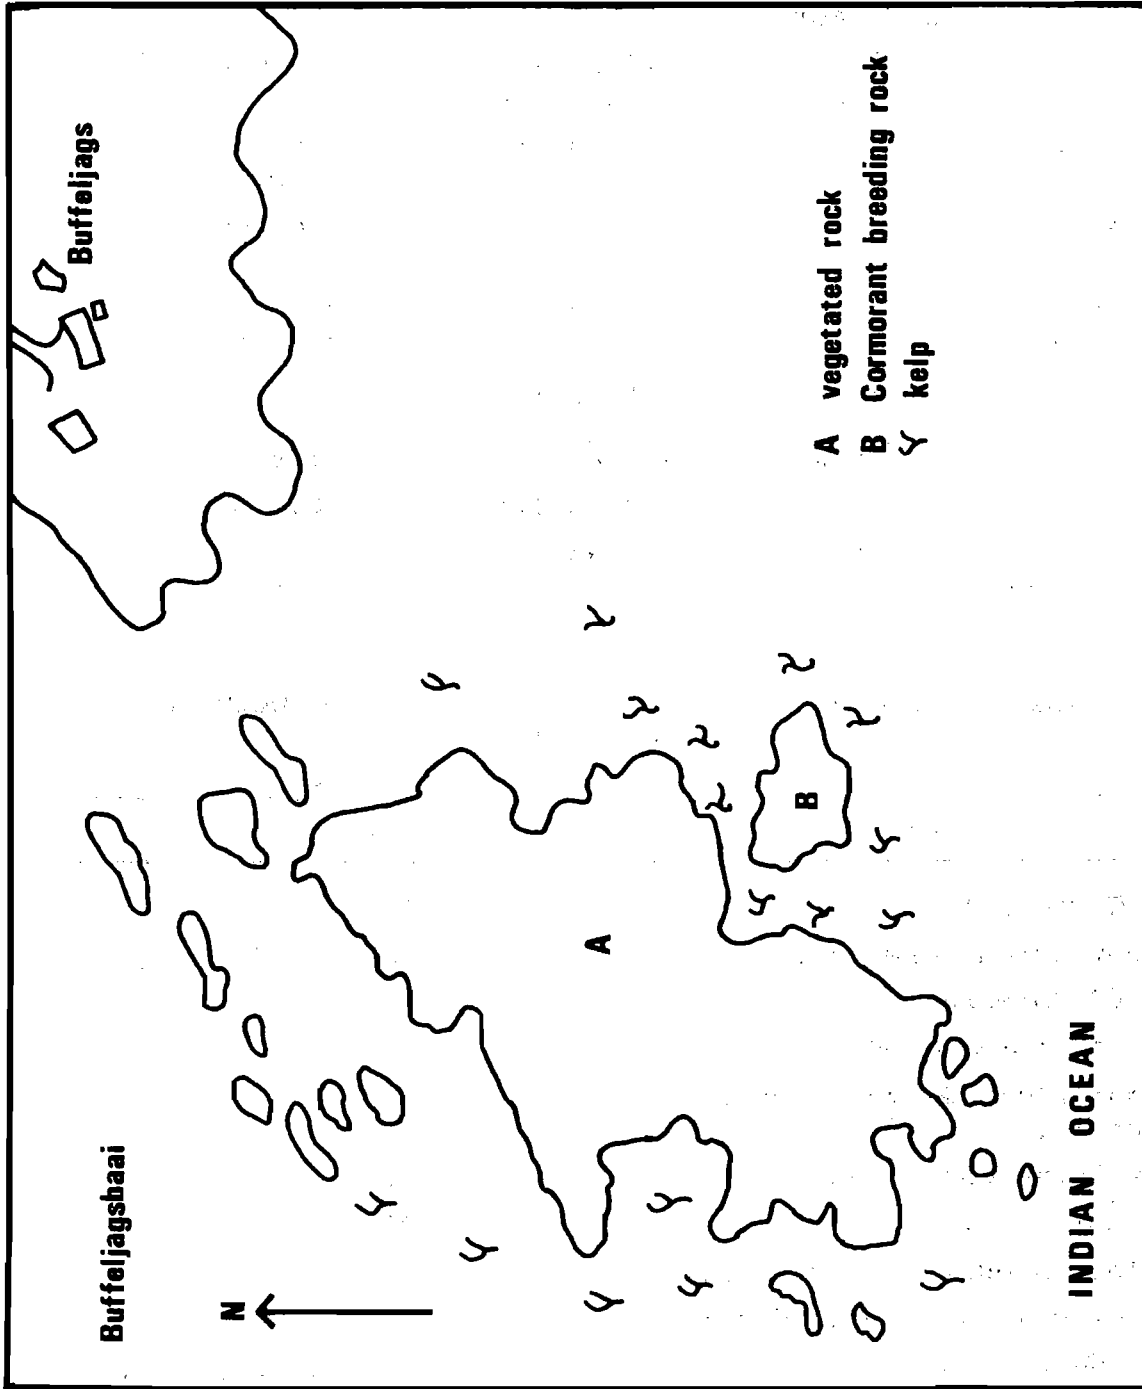 Buffeljagsbaai
Buffeljags
N
A
B
A vegetated rock
B Cormorant breeding rock
kelp
INDIAN OCEAN